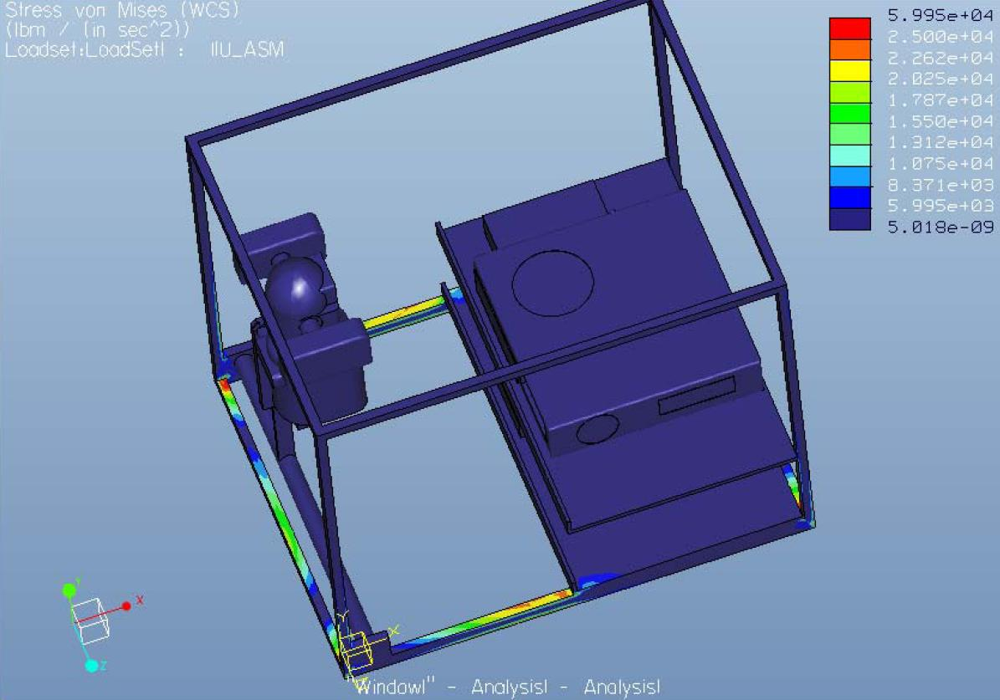 Stress von Mises (WCS)
(lbm / (in sec^2))
Loadset:LoadSet1 : IIU_ASM
5.995e+04
2.500e+04
2.262e+04
2.025e+04
1.787e+04
1.550e+04
1.312e+04
1.075e+04
8.371e+03
5.995e+03
5.018e-09
Y
X
Z
Y
X
"Window1" - Analysis1 - Analysis1